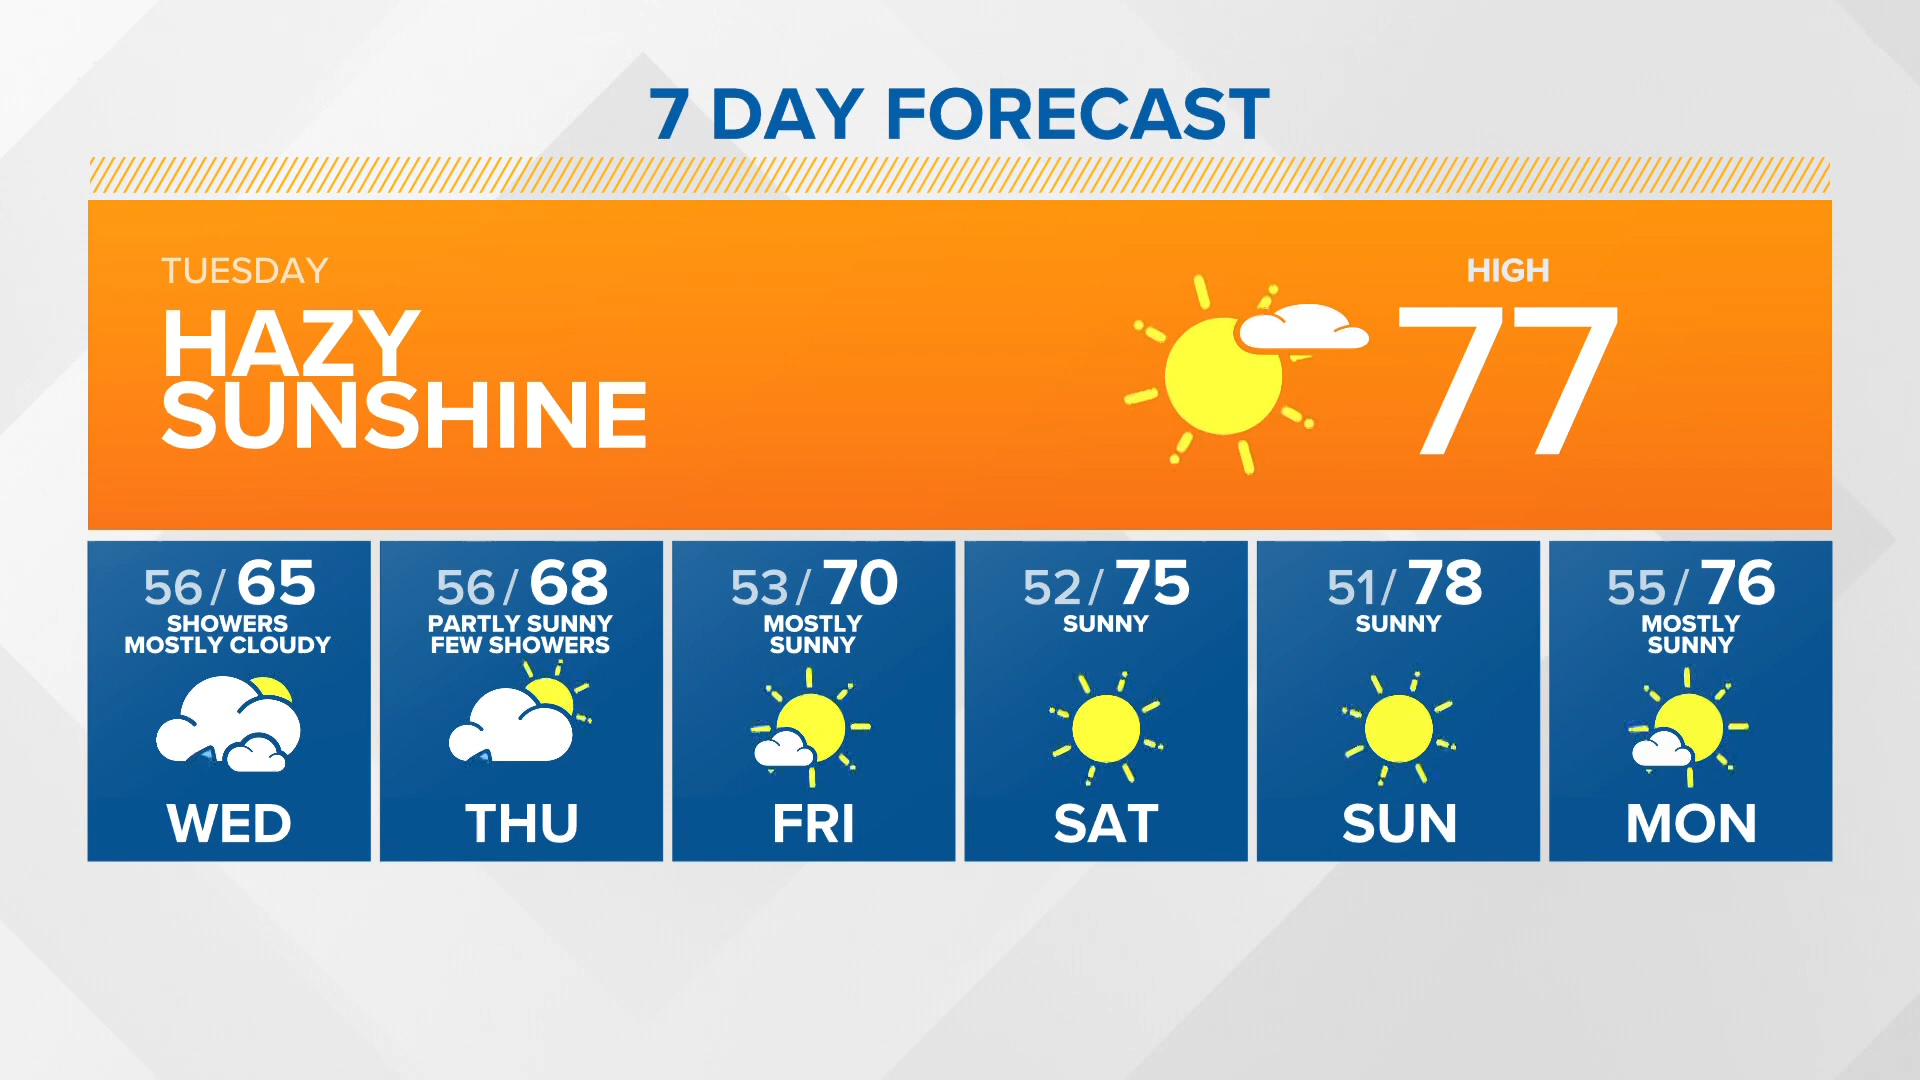 7 DAY FORECAST
TUESDAY
HAZY
SUNSHINE
HIGH
77
56/65
SHOWERS
MOSTLY CLOUDY
WED
56/68
PARTLY SUNNY
FEW SHOWERS
THU
53/70
MOSTLY
SUNNY
FRI
52/75
SUNNY
SAT
51/78
SUNNY
SUN
55/76
MOSTLY
SUNNY
MON